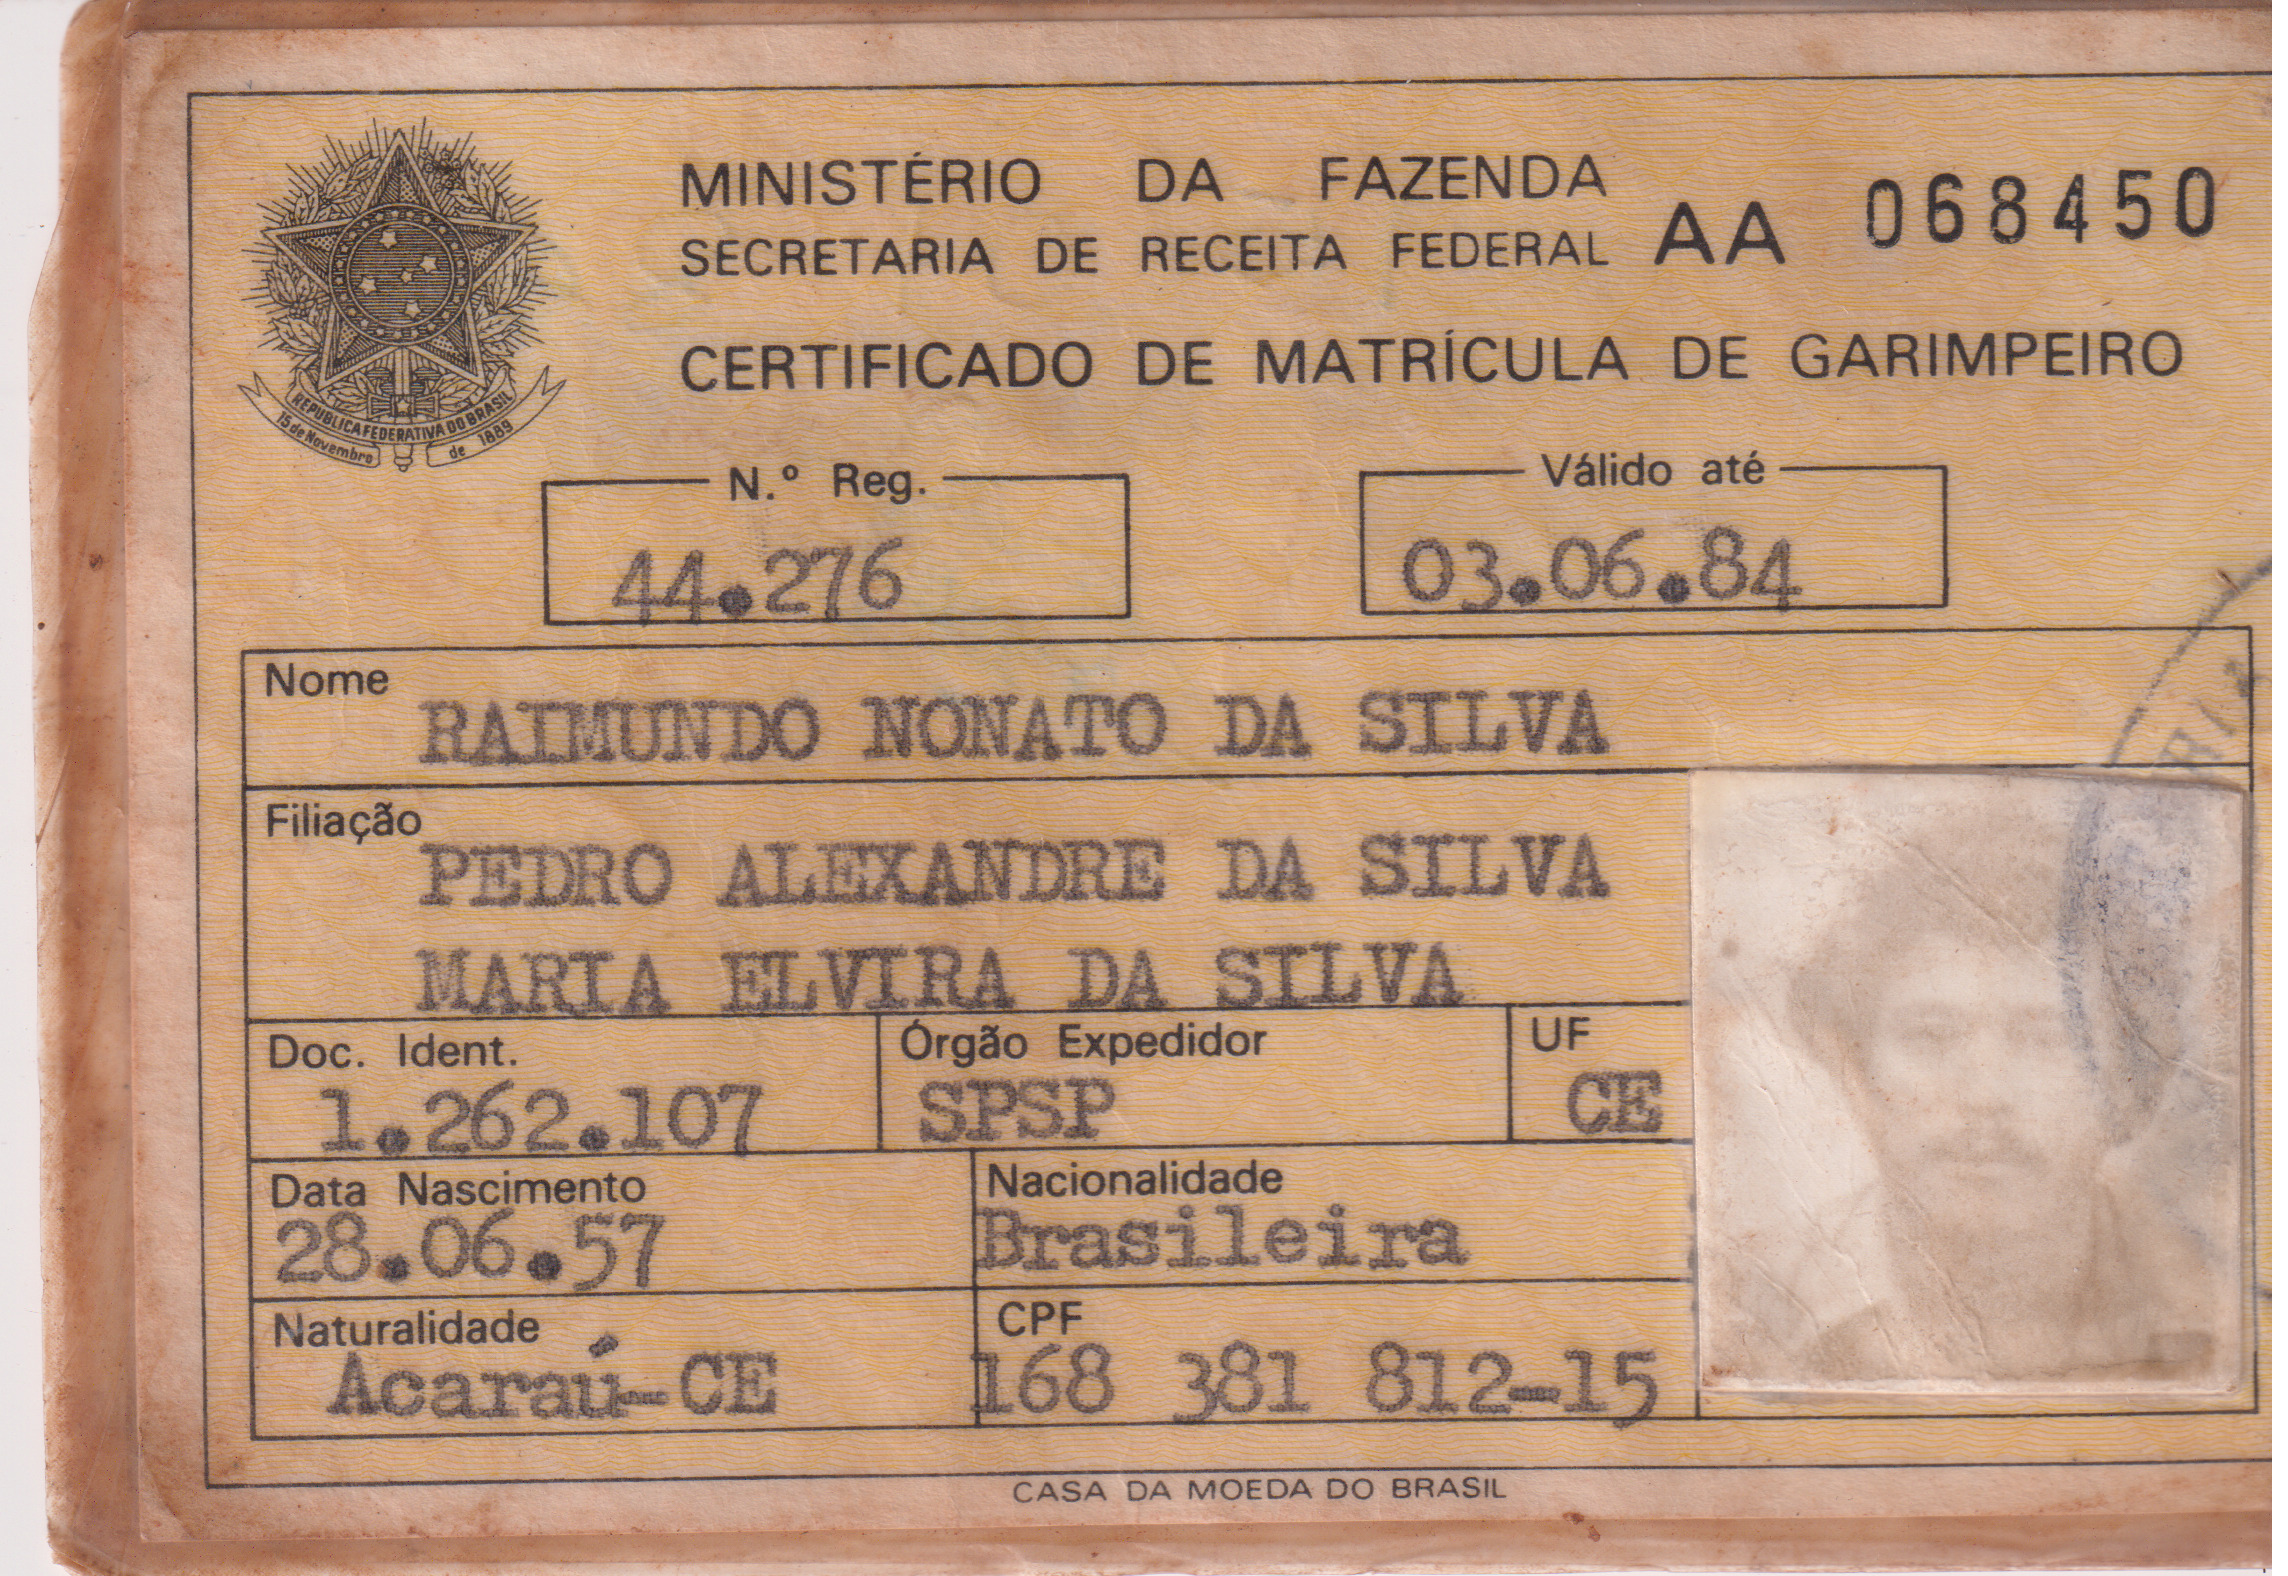 MINISTÉRIO DA FAZENDA
SECRETARIA DE RECEITA FEDERAL AA 068450
CERTIFICADO DE MATRÍCULA DE GARIMPEIRO
REPUBLICA FEDERATIVA DO BRASIL
15 de Novembro de 1889
N.º Reg. Válido até
44.276 03.06.84
Nome
RAIMUNDO NONATO DA SILVA
Filiação
PEDRO ALEXANDRE DA SILVA
MARIA ELVIRA DA SILVA
Doc. Ident. Órgão Expedidor UF
1.262.107 SPSP CE
Data Nascimento Nacionalidade
28.06.57 Brasileira
Naturalidade CPF
Acaraú-CE 168 381 812-15
CASA DA MOEDA DO BRASIL